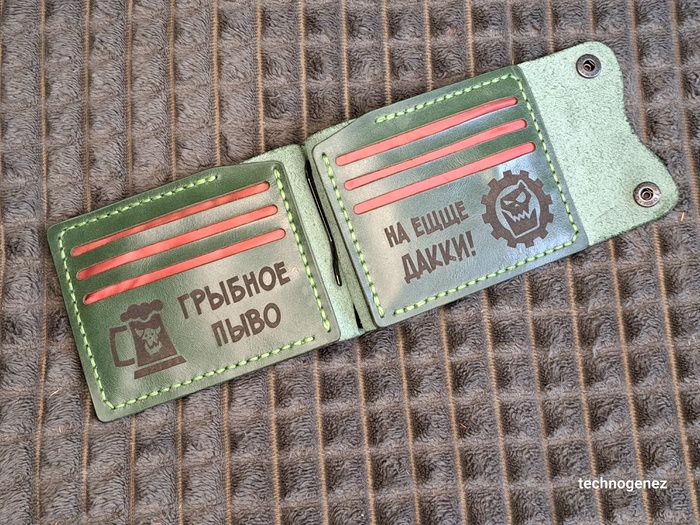 ГРЫБНОЕ
ПЫВО
НА ЕЩЩЕ
ДАККИ!
technogenez